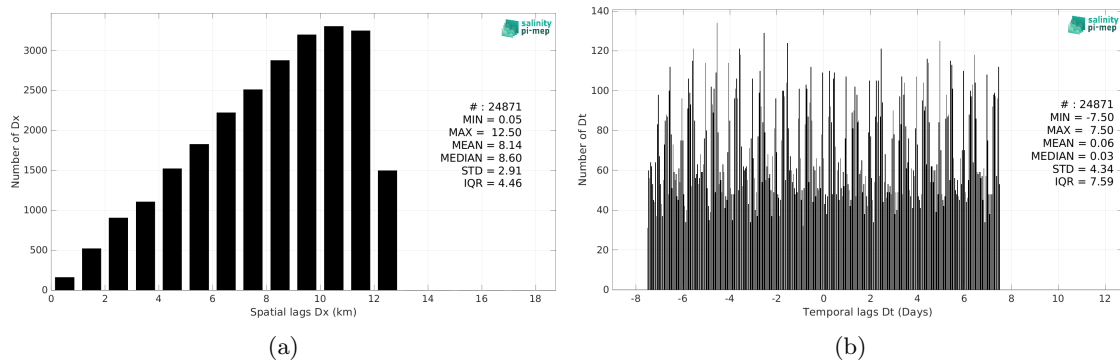 3000
2500
2000
1500
1000
500
0
Number of Dx
0 2 4 6 8 10 12 14 16 18
Spatial lags Dx (km)
salinity
pi-mep
# : 24871
MIN = 0.05
MAX = 12.50
MEAN = 8.14
MEDIAN = 8.60
STD = 2.91
IQR = 4.46
(a)
140
120
100
80
60
40
20
0
Number of Dt
-8 -6 -4 -2 0 2 4 6 8 10 12
Temporal lags Dt (Days)
salinity
pi-mep
# : 24871
MIN = -7.50
MAX = 7.50
MEAN = 0.06
MEDIAN = 0.03
STD = 4.34
IQR = 7.59
(b)